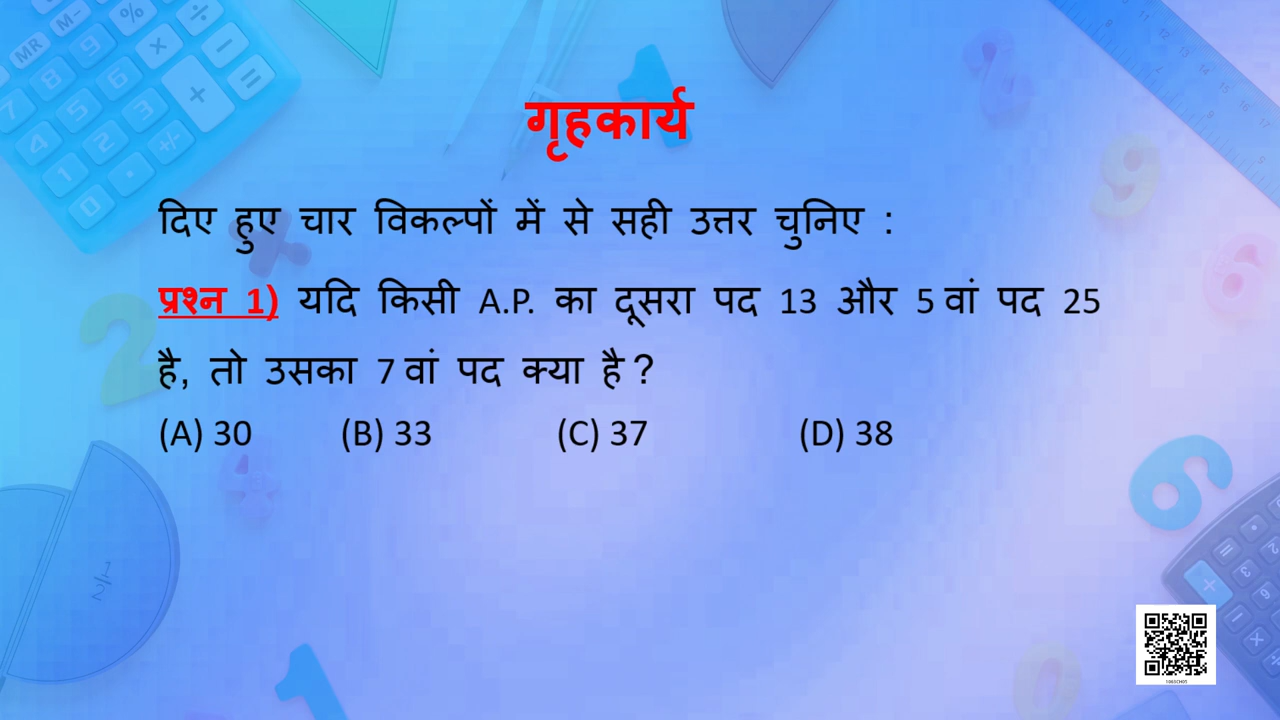 गृहकार्य
दिए हुए चार विकल्पों में से सही उत्तर चुनिए :
प्रश्न 1) यदि किसी A.P. का दूसरा पद 13 और 5 वां पद 25
है, तो उसका 7 वां पद क्या है ?
(A) 30 (B) 33 (C) 37 (D) 38